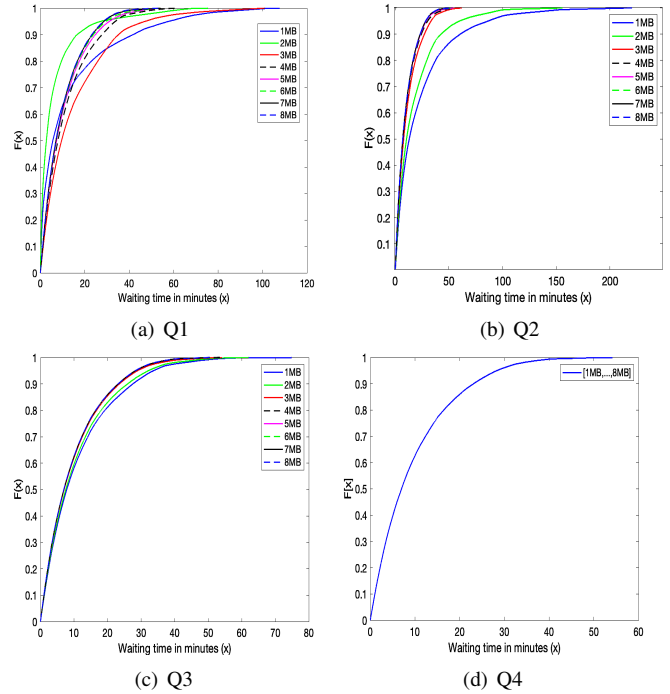 1
0.9
0.8
0.7
0.6
0.5
0.4
0.3
0.2
0.1
0
F(x)
0 20 40 60 80 100 120
Waiting time in minutes (x)
1MB
2MB
3MB
4MB
5MB
6MB
7MB
8MB
(a) Q1
1
0.9
0.8
0.7
0.6
0.5
0.4
0.3
0.2
0.1
F(x)
0 50 100 150 200
Waiting time in minutes (x)
1MB
2MB
3MB
4MB
5MB
6MB
7MB
8MB
(b) Q2
1
0.9
0.8
0.7
0.6
0.5
0.4
0.3
0.2
0.1
0
F(x)
0 10 20 30 40 50 60 70 80
Waiting time in minutes (x)
1MB
2MB
3MB
4MB
5MB
6MB
7MB
8MB
(c) Q3
1
0.9
0.8
0.7
0.6
0.5
0.4
0.3
0.2
0.1
0
F[x]
0 10 20 30 40 50 60
Waiting time in minutes (x)
[1MB,...,8MB]
(d) Q4